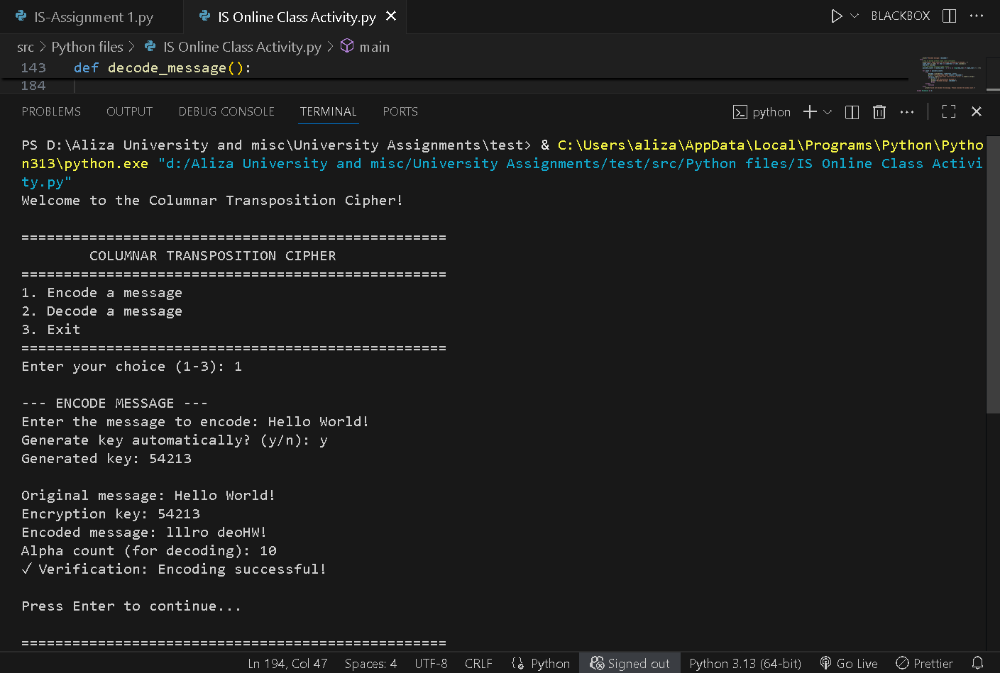 IS-Assignment 1.py IS Online Class Activity.py BLACKBOX
src > Python files > IS Online Class Activity.py > main
143 def decode_message():
184
PROBLEMS OUTPUT DEBUG CONSOLE TERMINAL PORTS python
PS D:\Aliza University and misc\University Assignments\test> & C:\Users\aliza\AppData\Local\Programs\Python\Pytho
n313\python.exe "d:/Aliza University and misc/University Assignments/test/src/Python files/IS Online Class Activi
ty.py"
Welcome to the Columnar Transposition Cipher!
==================================================
COLUMNAR TRANSPOSITION CIPHER
==================================================
1. Encode a message
2. Decode a message
3. Exit
==================================================
Enter your choice (1-3): 1
--- ENCODE MESSAGE ---
Enter the message to encode: Hello World!
Generate key automatically? (y/n): y
Generated key: 54213
Original message: Hello World!
Encryption key: 54213
Encoded message: lllro deoHW!
Alpha count (for decoding): 10
✓ Verification: Encoding successful!
Press Enter to continue...
==================================================
Ln 194, Col 47 Spaces: 4 UTF-8 CRLF Python Signed out Python 3.13 (64-bit) Go Live Prettier